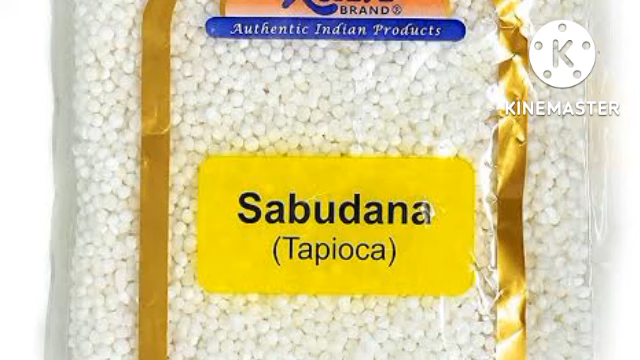 BRAND®
Authentic Indian Products
KINEMASTER
Sabudana
(Tapioca)